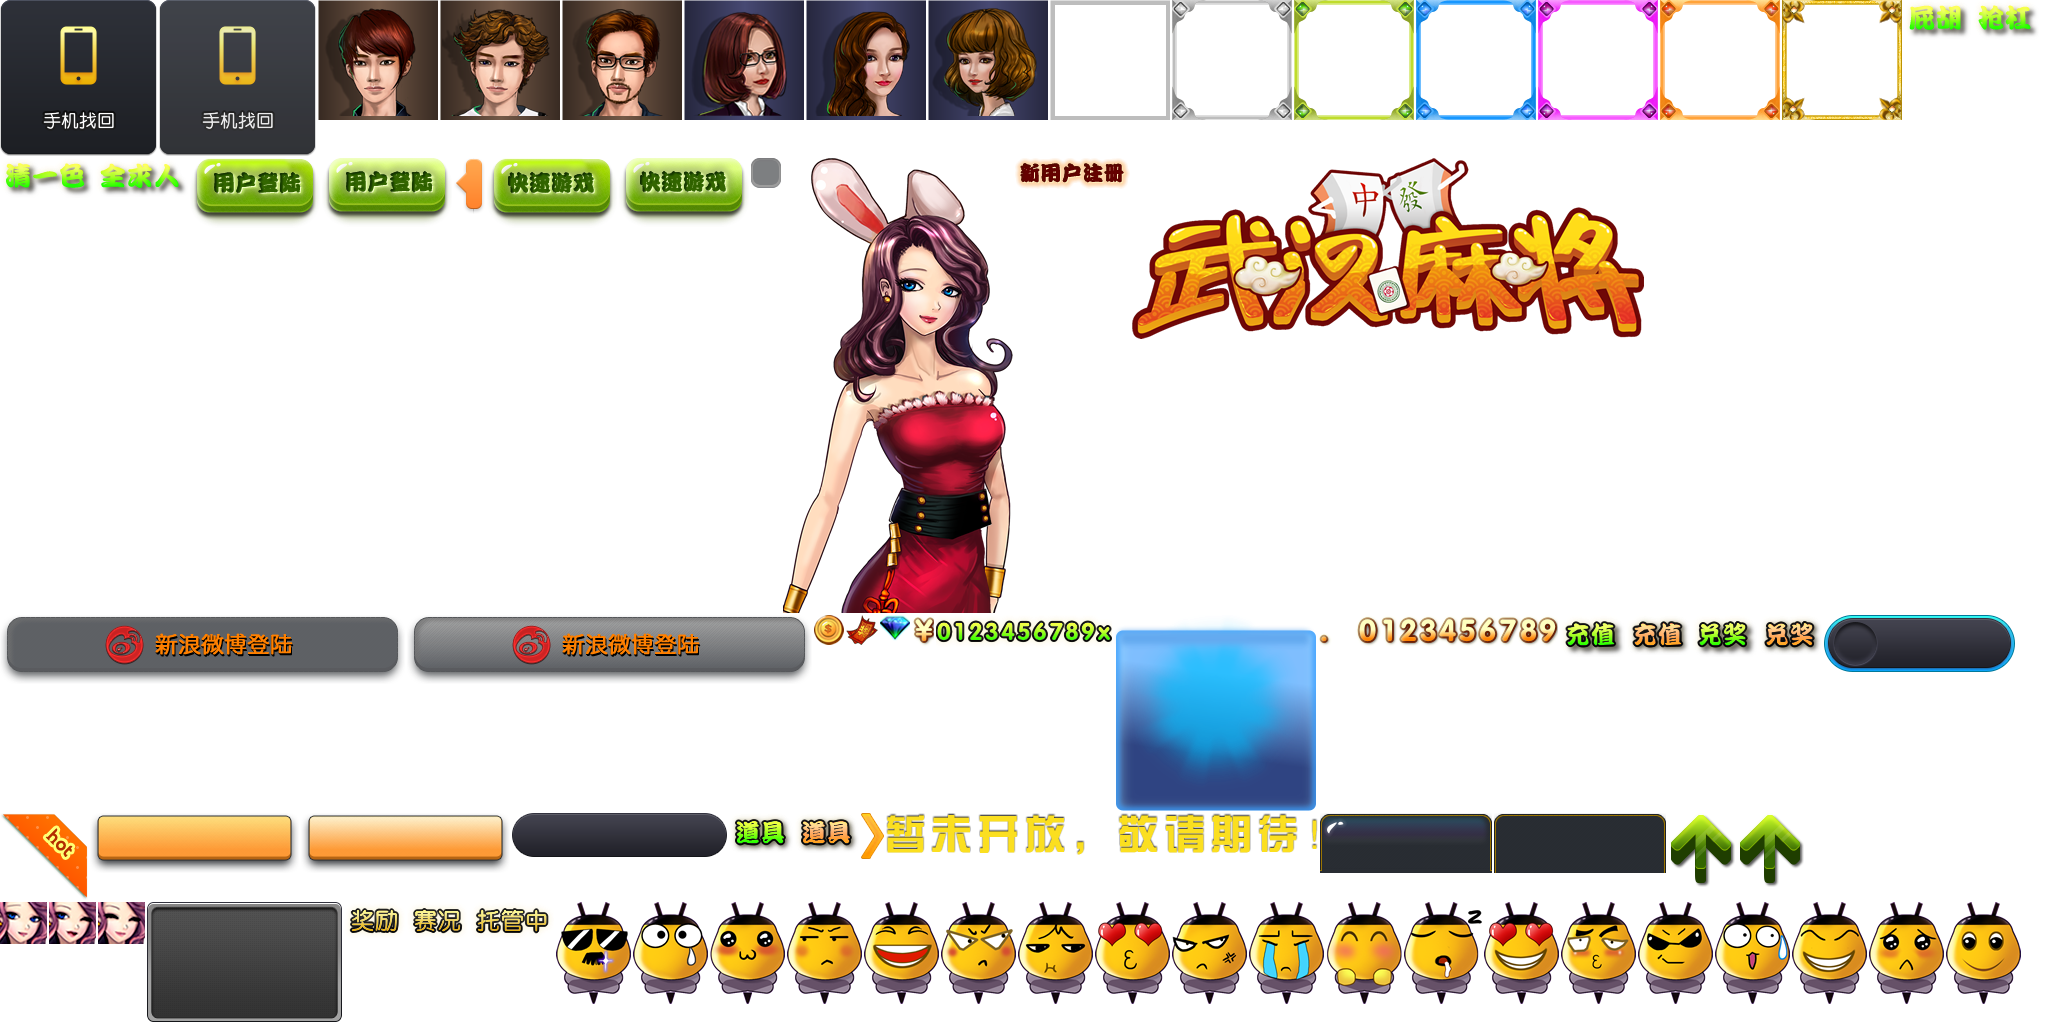 手机找回
手机找回
屁胡 抢杠
清一色 全求人
用户登陆
用户登陆
快速游戏
快速游戏
新用户注册
中 發
武汉麻将
新浪微博登陆
新浪微博登陆
¥0123456789x
. 0123456789
充值 充值 兑奖 兑奖
hot
道具 道具
暂未开放，敬请期待！
奖励 赛况 托管中
z